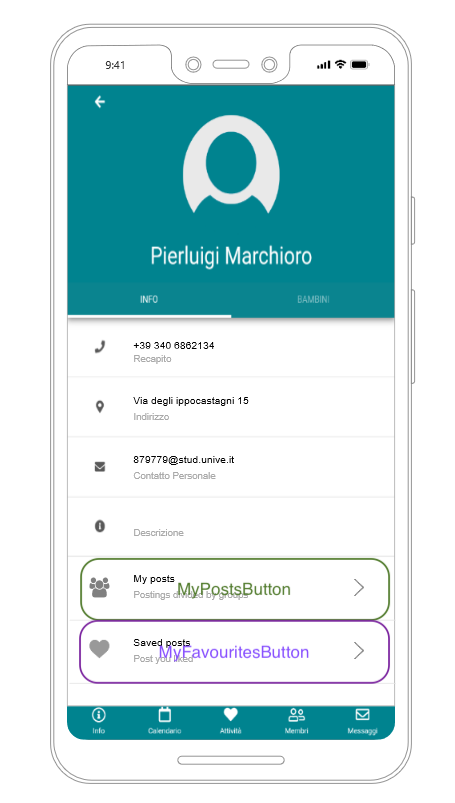 9:41
Pierluigi Marchioro
INFO BAMBINI
+39 340 6862134
Recapito
Via degli ippocastagni 15
Indirizzo
879779@stud.unive.it
Contatto Personale
Descrizione
My posts
MyPostsButton
Postings divided by groups
Saved posts
MyFavouritesButton
Post you liked
Info Calendario Attività Membri Messaggi